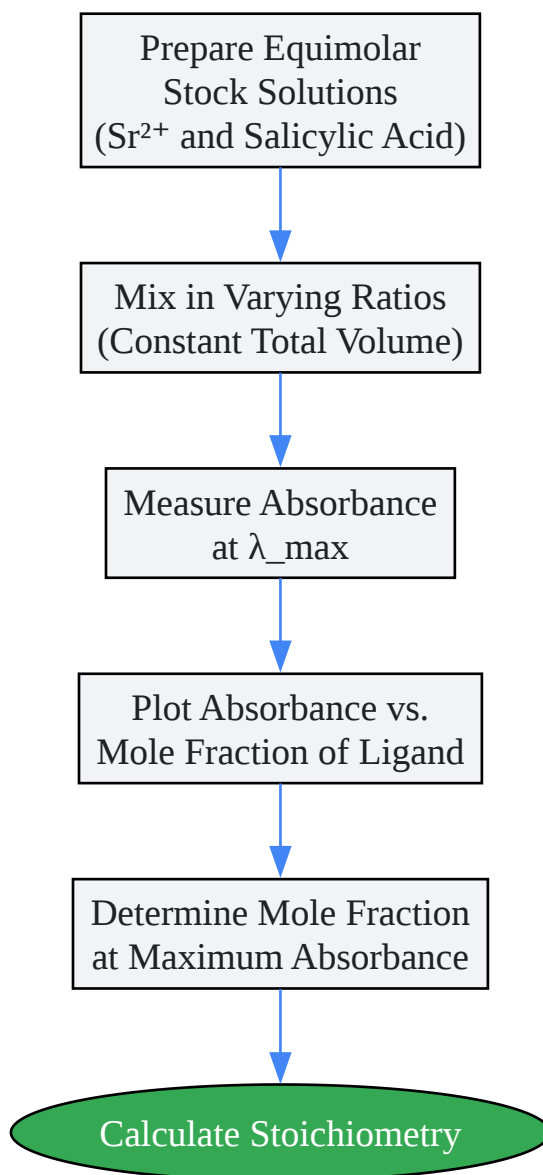 Prepare Equimolar
Stock Solutions
(Sr²⁺ and Salicylic Acid)
Mix in Varying Ratios
(Constant Total Volume)
Measure Absorbance
at λ_max
Plot Absorbance vs.
Mole Fraction of Ligand
Determine Mole Fraction
at Maximum Absorbance
Calculate Stoichiometry